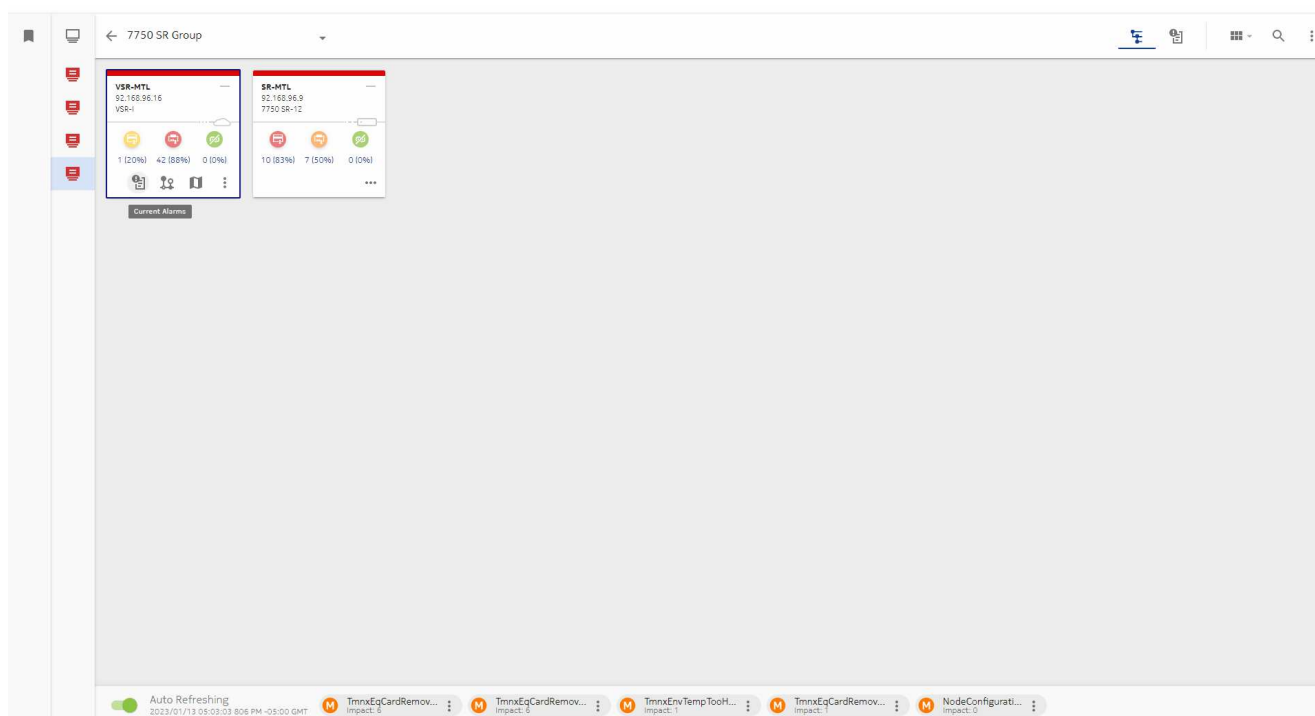 7750 SR Group
VSR-MTL
92.168.96.16
VSR-I
1 (20%) 42 (88%) 0 (0%)
Current Alarms
SR-MTL
92.168.96.9
7750 SR-12
10 (83%) 7 (50%) 0 (0%)
Auto Refreshing
2023/01/13 05:03:03 806 PM -05:00 GMT
M TmnxEqCardRemov...
Impact: 6
M TmnxEqCardRemov...
Impact: 6
M TmnxEnvTempTooH...
Impact: 1
M TmnxEqCardRemov...
Impact: 1
M NodeConfigurati...
Impact: 0